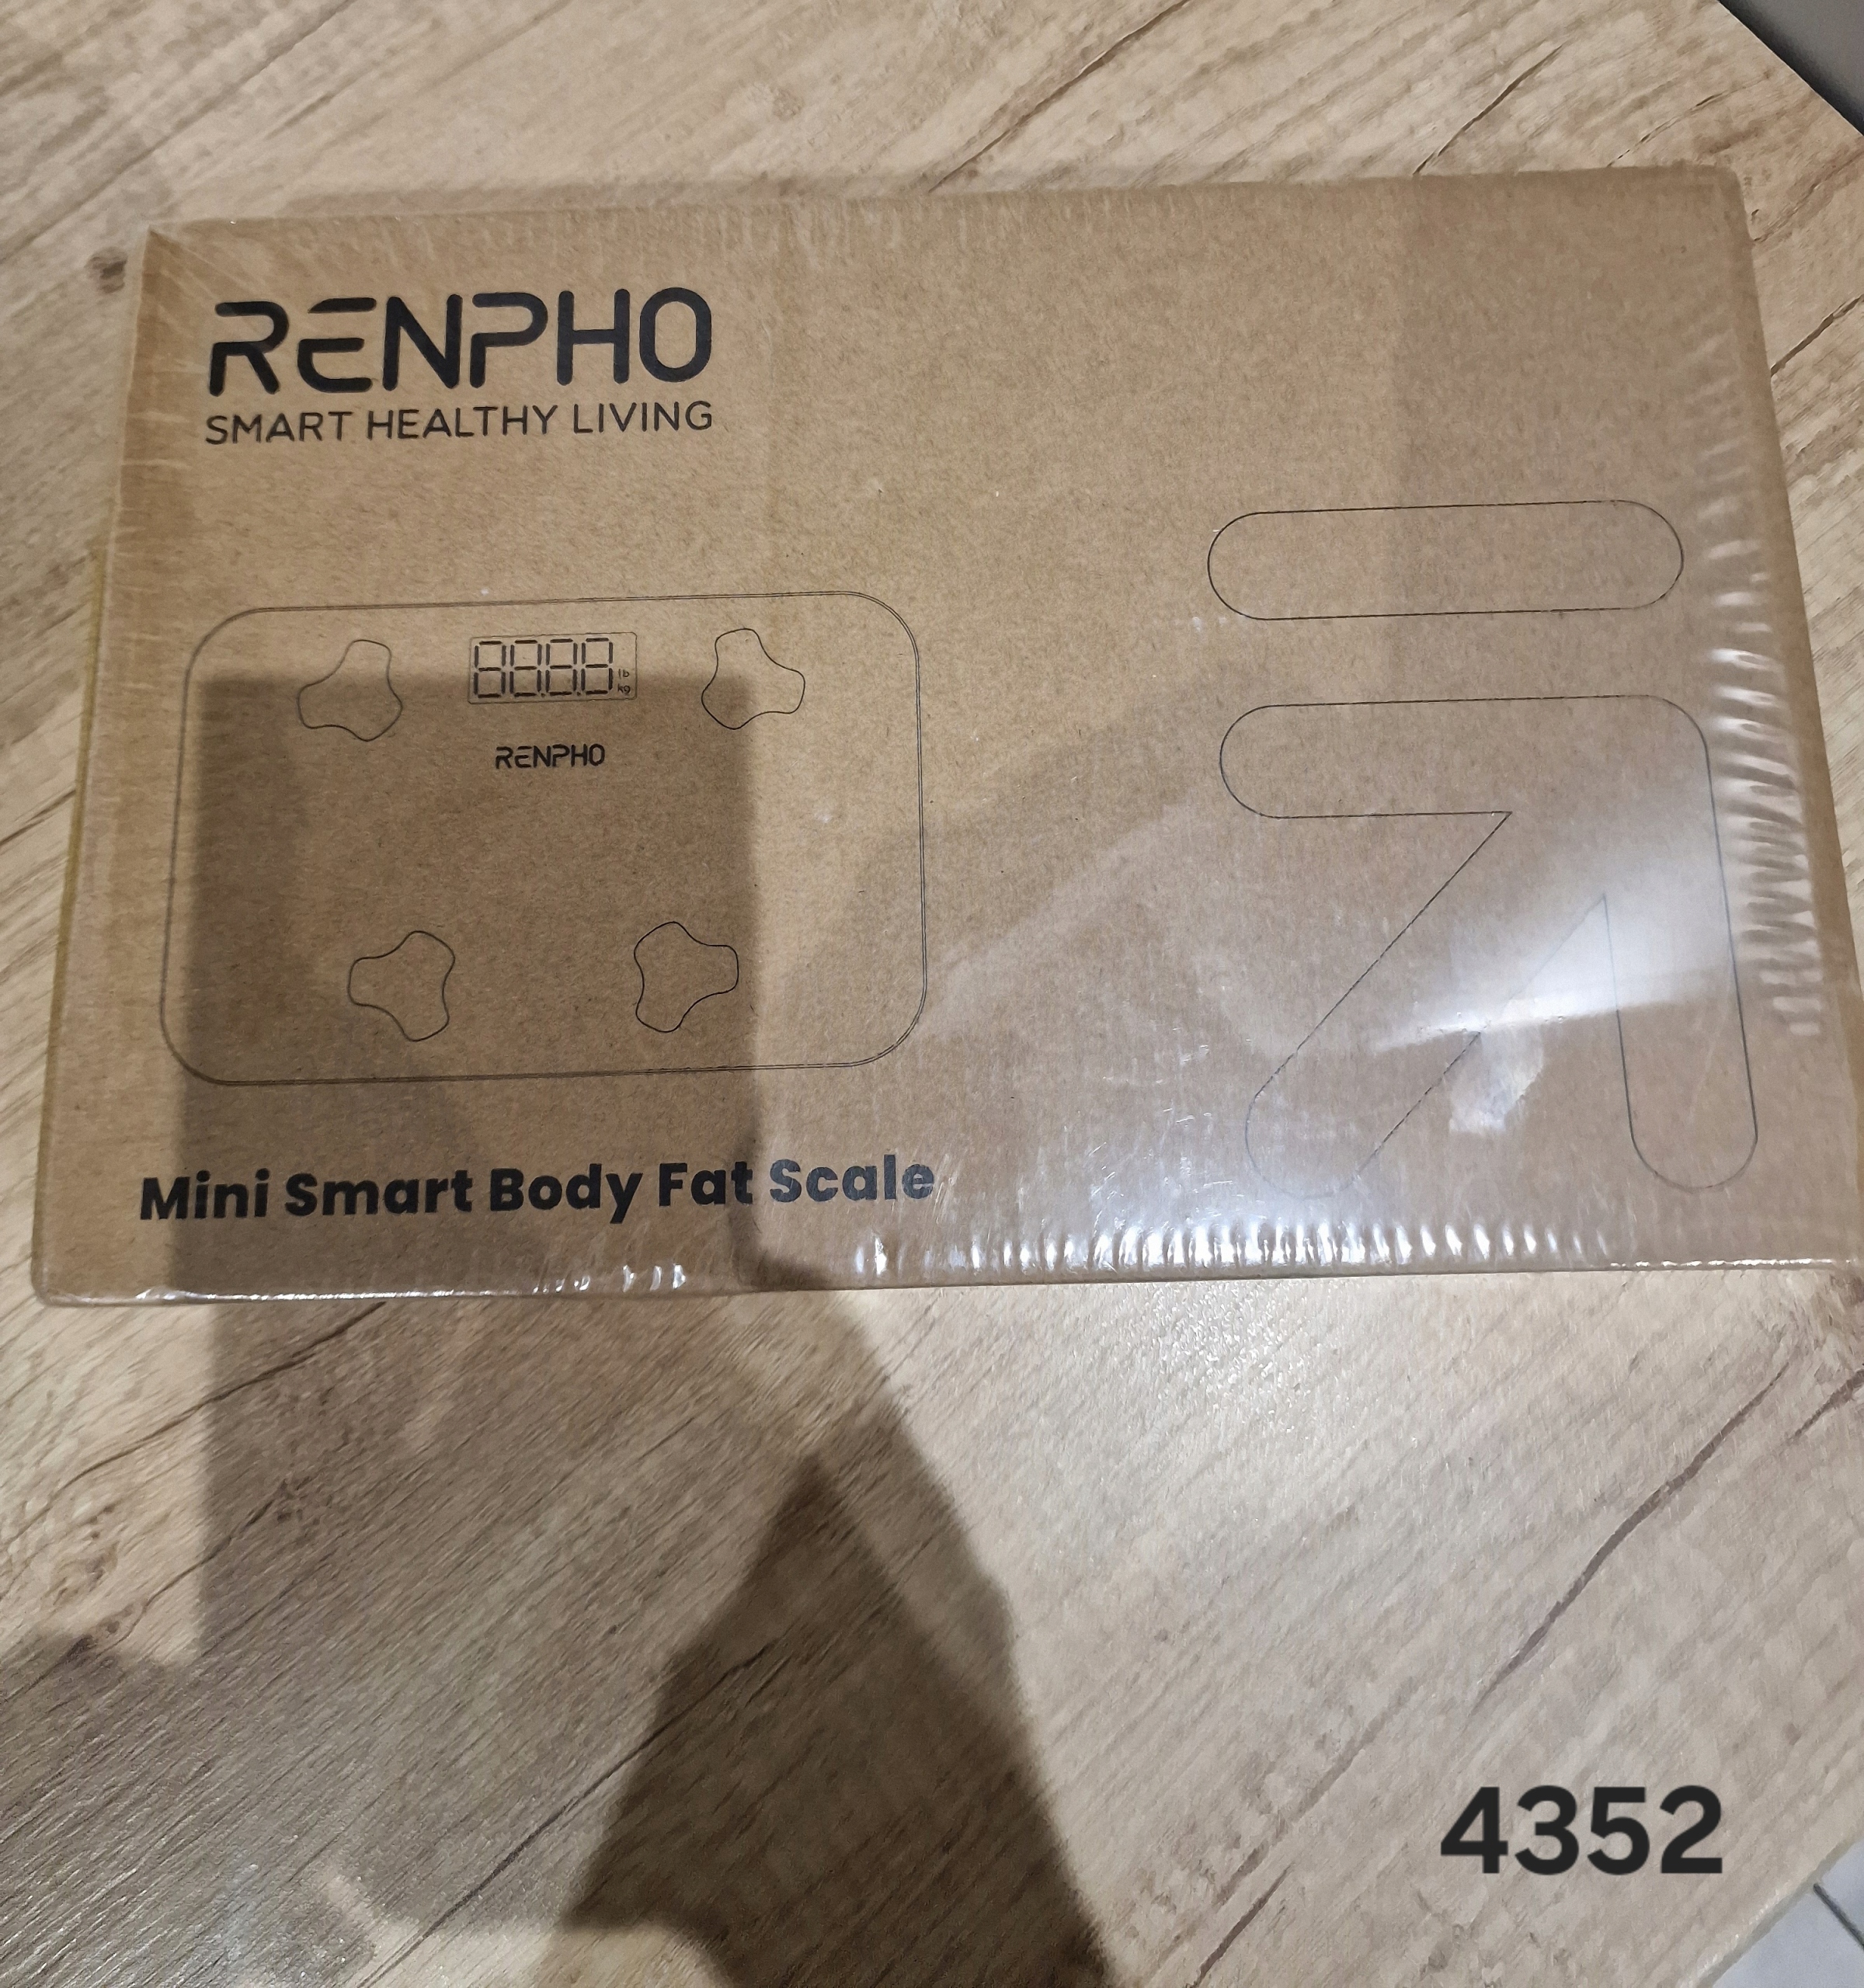 RENPHO
SMART HEALTHY LIVING
88.8.8 lb
kg
RENPHO
Mini Smart Body Fat Scale
4352